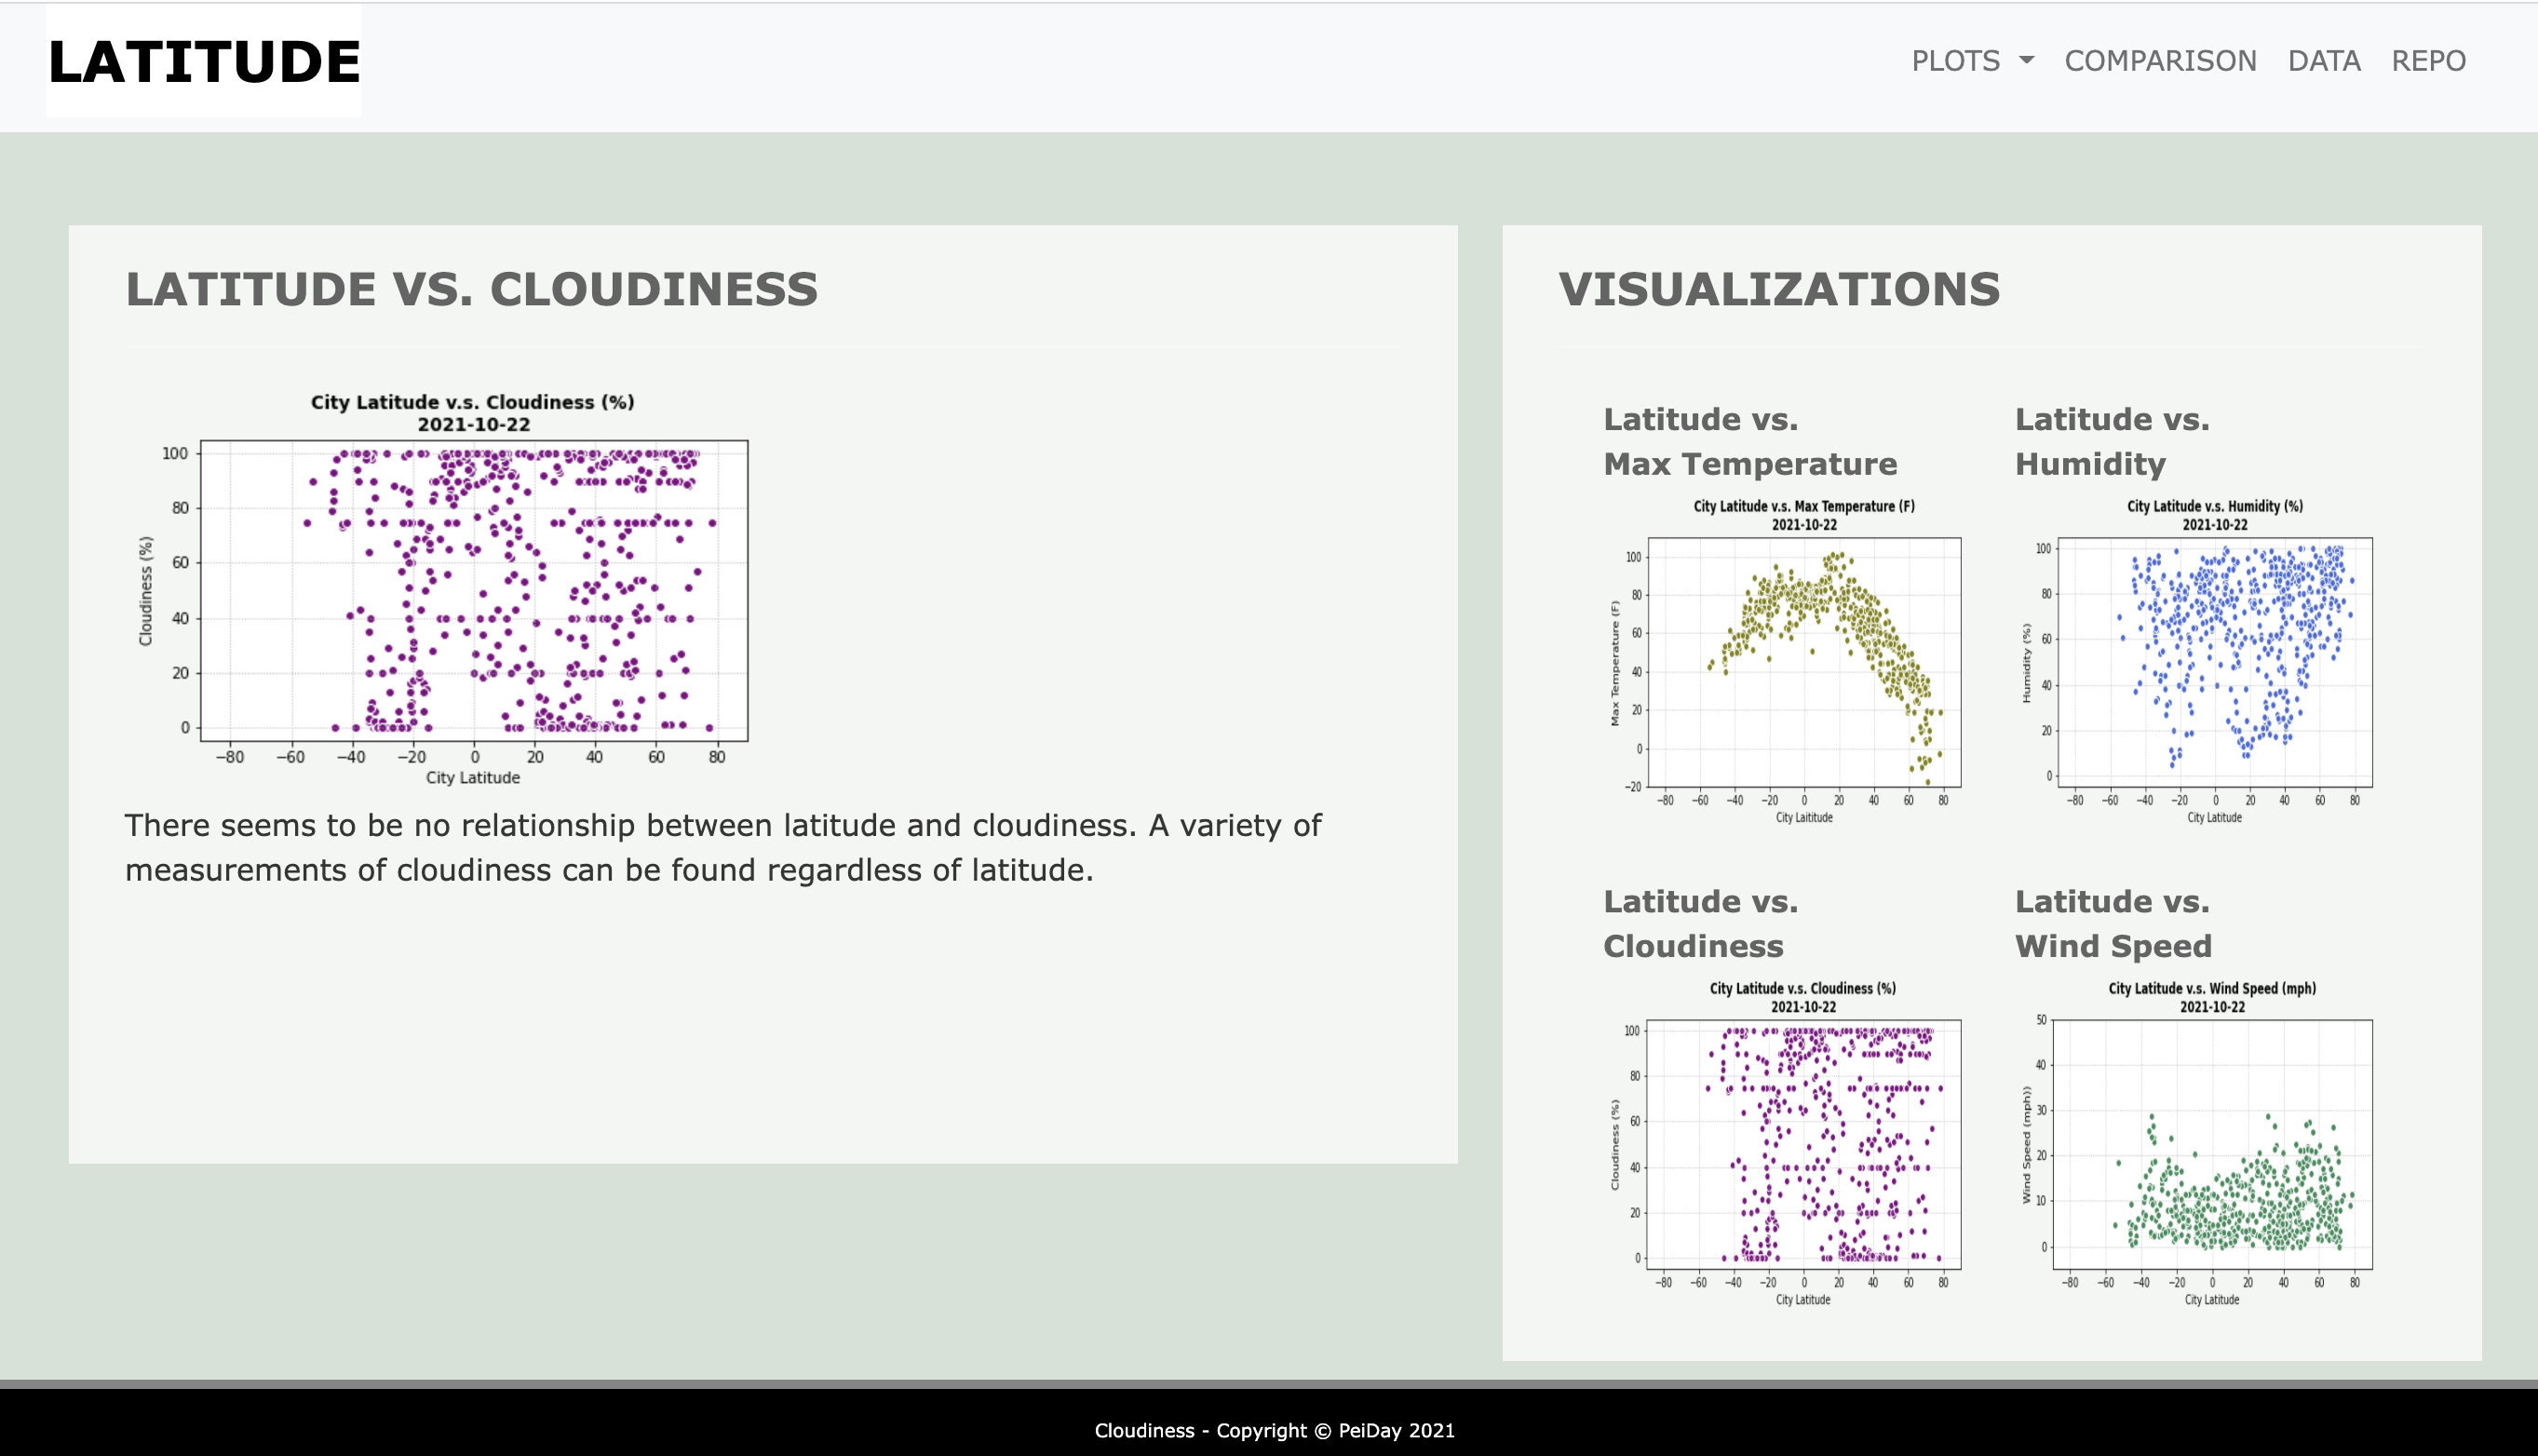 LATITUDE
PLOTS COMPARISON DATA REPO
LATITUDE VS. CLOUDINESS
City Latitude v.s. Cloudiness (%)
2021-10-22
100
80
60
40
20
0
Cloudiness (%)
−80 −60 −40 −20 0 20 40 60 80
City Latitude
There seems to be no relationship between latitude and cloudiness. A variety of
measurements of cloudiness can be found regardless of latitude.
VISUALIZATIONS
Latitude vs.
Max Temperature
City Latitude v.s. Max Temperature (F)
2021-10-22
100
80
60
40
20
0
−20
Max Temperature (F)
−80 −60 −40 −20 0 20 40 60 80
City Laititude
Latitude vs.
Humidity
City Latitude v.s. Humidity (%)
2021-10-22
100
80
60
40
20
0
Humidity (%)
−80 −60 −40 −20 0 20 40 60 80
City Latitude
Latitude vs.
Cloudiness
City Latitude v.s. Cloudiness (%)
2021-10-22
100
80
60
40
20
0
Cloudiness (%)
−80 −60 −40 −20 0 20 40 60 80
City Latitude
Latitude vs.
Wind Speed
City Latitude v.s. Wind Speed (mph)
2021-10-22
50
40
30
20
10
0
Wind Speed (mph))
−80 −60 −40 −20 0 20 40 60 80
City Latitude
Cloudiness - Copyright © PeiDay 2021